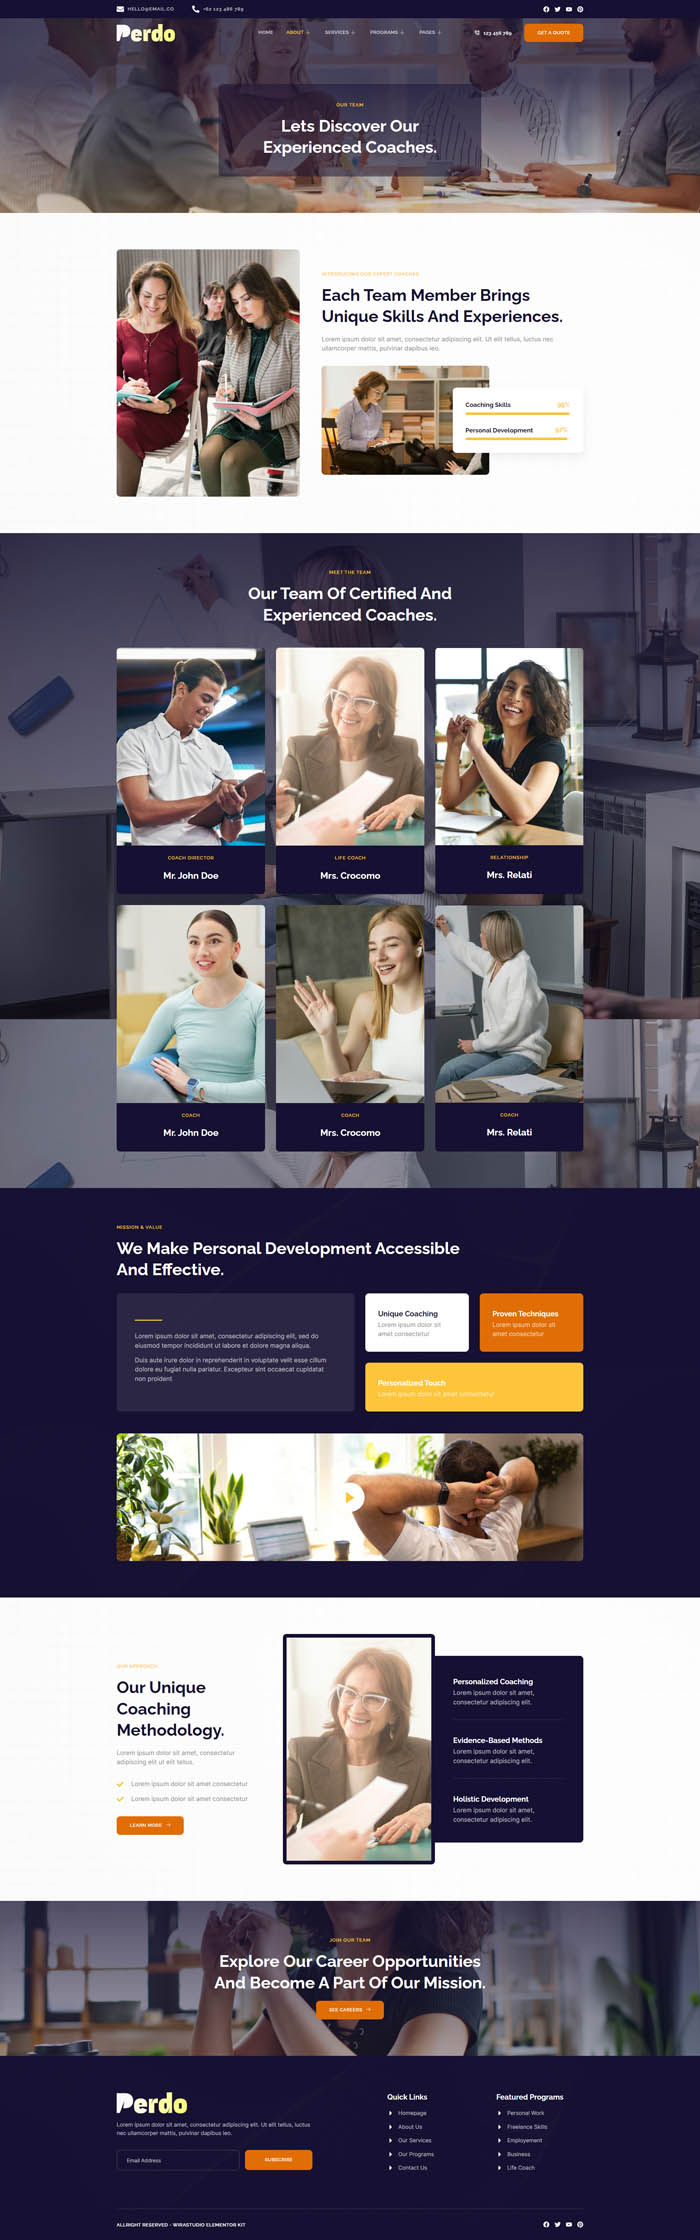 HELLO@EMAIL.CO
+62 123 486 789
Perdo
HOME
ABOUT
SERVICES
PROGRAMS
PAGES
123 456 789
GET A QUOTE
OUR TEAM
Lets Discover Our
Experienced Coaches.
INTRODUCING OUR EXPERT COACHES
Each Team Member Brings
Unique Skills And Experiences.
Lorem ipsum dolor sit amet, consectetur adipiscing elit. Ut elit tellus, luctus nec
ullamcorper mattis, pulvinar dapibus leo.
Coaching Skills
Personal Development
MEET THE TEAM
Our Team Of Certified And
Experienced Coaches.
COACH DIRECTOR
Mr. John Doe
LIFE COACH
Mrs. Crocomo
RELATIONSHIP
Mrs. Relati
COACH
Mr. John Doe
COACH
Mrs. Crocomo
COACH
Mrs. Relati
MISSION & VALUE
We Make Personal Development Accessible
And Effective.
Lorem ipsum dolor sit amet, consectetur adipiscing elit, sed do
eiusmod tempor incididunt ut labore et dolore magna aliqua.
Duis aute irure dolor in reprehenderit in voluptate velit esse cillum
dolore eu fugiat nulla pariatur. Excepteur sint occaecat cupidatat
non proident
Unique Coaching
Lorem ipsum dolor sit
amet consectetur
Proven Techniques
Lorem ipsum dolor sit
amet consectetur
Personalized Touch
Lorem ipsum dolor sit amet consectetur
OUR APPROACH
Our Unique
Coaching
Methodology.
Lorem ipsum dolor sit amet, consectetur
adipiscing elit ut elit tellus.
Lorem ipsum dolor sit amet consectetur
Lorem ipsum dolor sit amet consectetur
LEARN MORE
Personalized Coaching
Lorem ipsum dolor sit amet,
consectetur adipiscing elit.
Evidence-Based Methods
Lorem ipsum dolor sit amet,
consectetur adipiscing elit.
Holistic Development
Lorem ipsum dolor sit amet,
consectetur adipiscing elit.
JOIN OUR TEAM
Explore Our Career Opportunities
And Become A Part Of Our Mission.
SEE CAREERS
Perdo
Lorem ipsum dolor sit amet, consectetur adipiscing elit. Ut elit tellus, luctus
nec ullamcorper mattis, pulvinar dapibus leo.
Email Address
SUBSCRIBE
Quick Links
Homepage
About Us
Our Services
Our Programs
Contact Us
Featured Programs
Personal Work
Freelance Skills
Employement
Business
Life Coach
ALLRIGHT RESERVED - WIRASTUDIO ELEMENTOR KIT